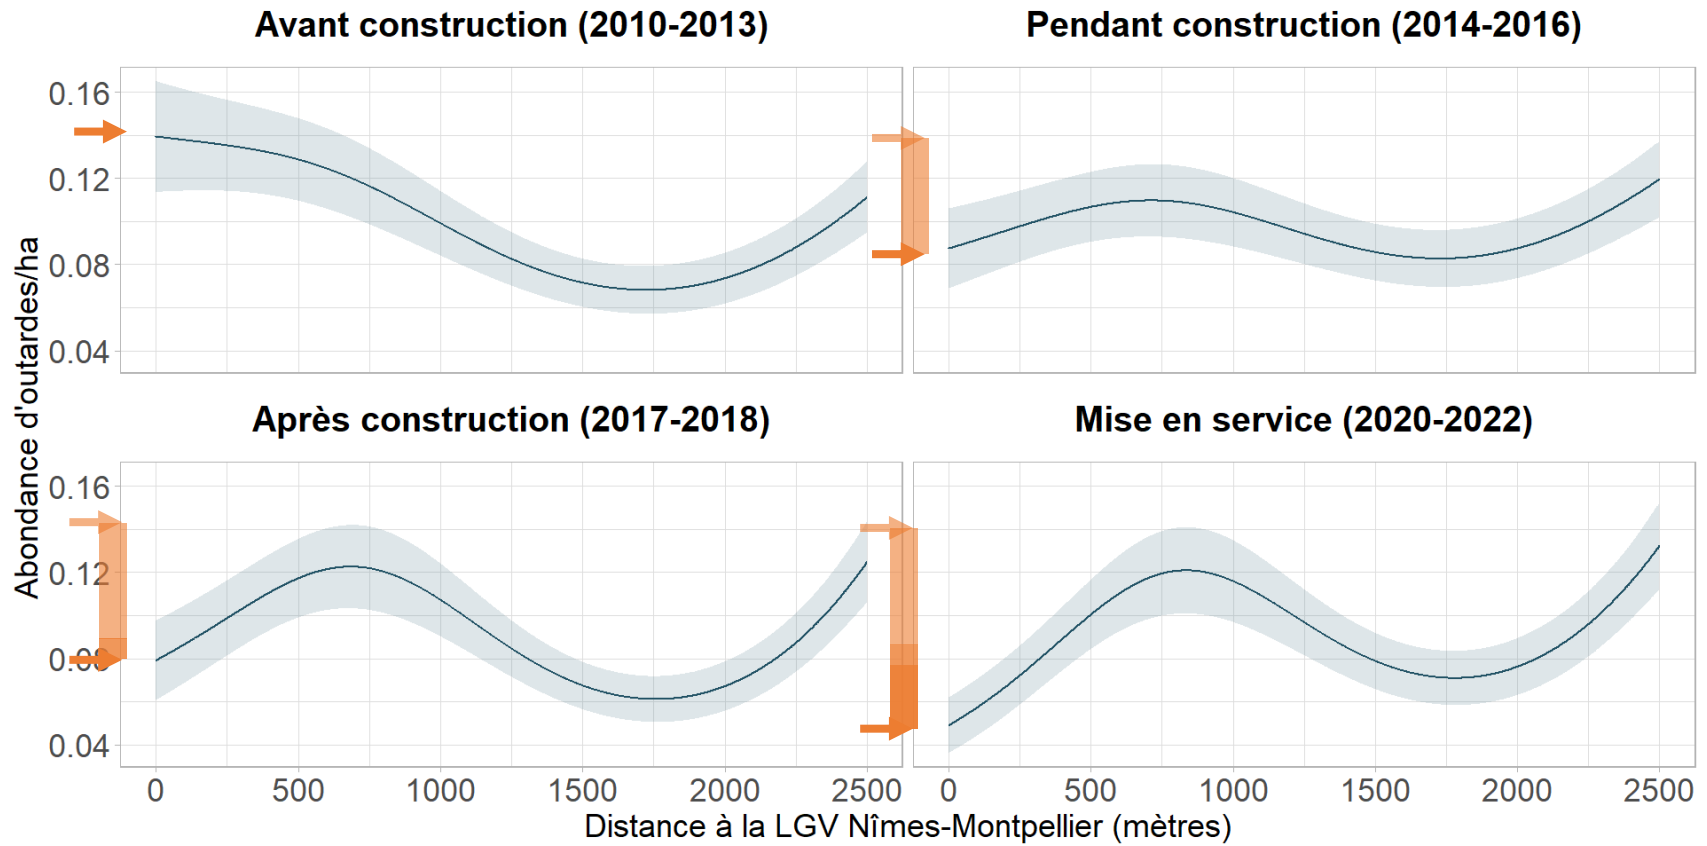 Avant construction (2010-2013)
Pendant construction (2014-2016)
0.16
0.12
0.08
0.04
Abondance d'outardes/ha
Après construction (2017-2018)
Mise en service (2020-2022)
0.16
0.12
0.08
0.04
0 500 1000 1500 2000 2500
0 500 1000 1500 2000 2500
Distance à la LGV Nîmes-Montpellier (mètres)